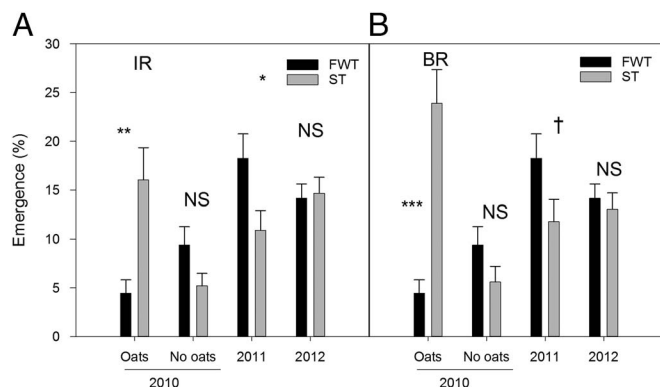 A
B
30
25
20
15
10
5
0
Emergence (%)
IR
FWT
ST
**
NS
*
NS
Oats
No oats
2011
2012
2010
BR
FWT
ST
***
NS
†
NS
Oats
No oats
2011
2012
2010